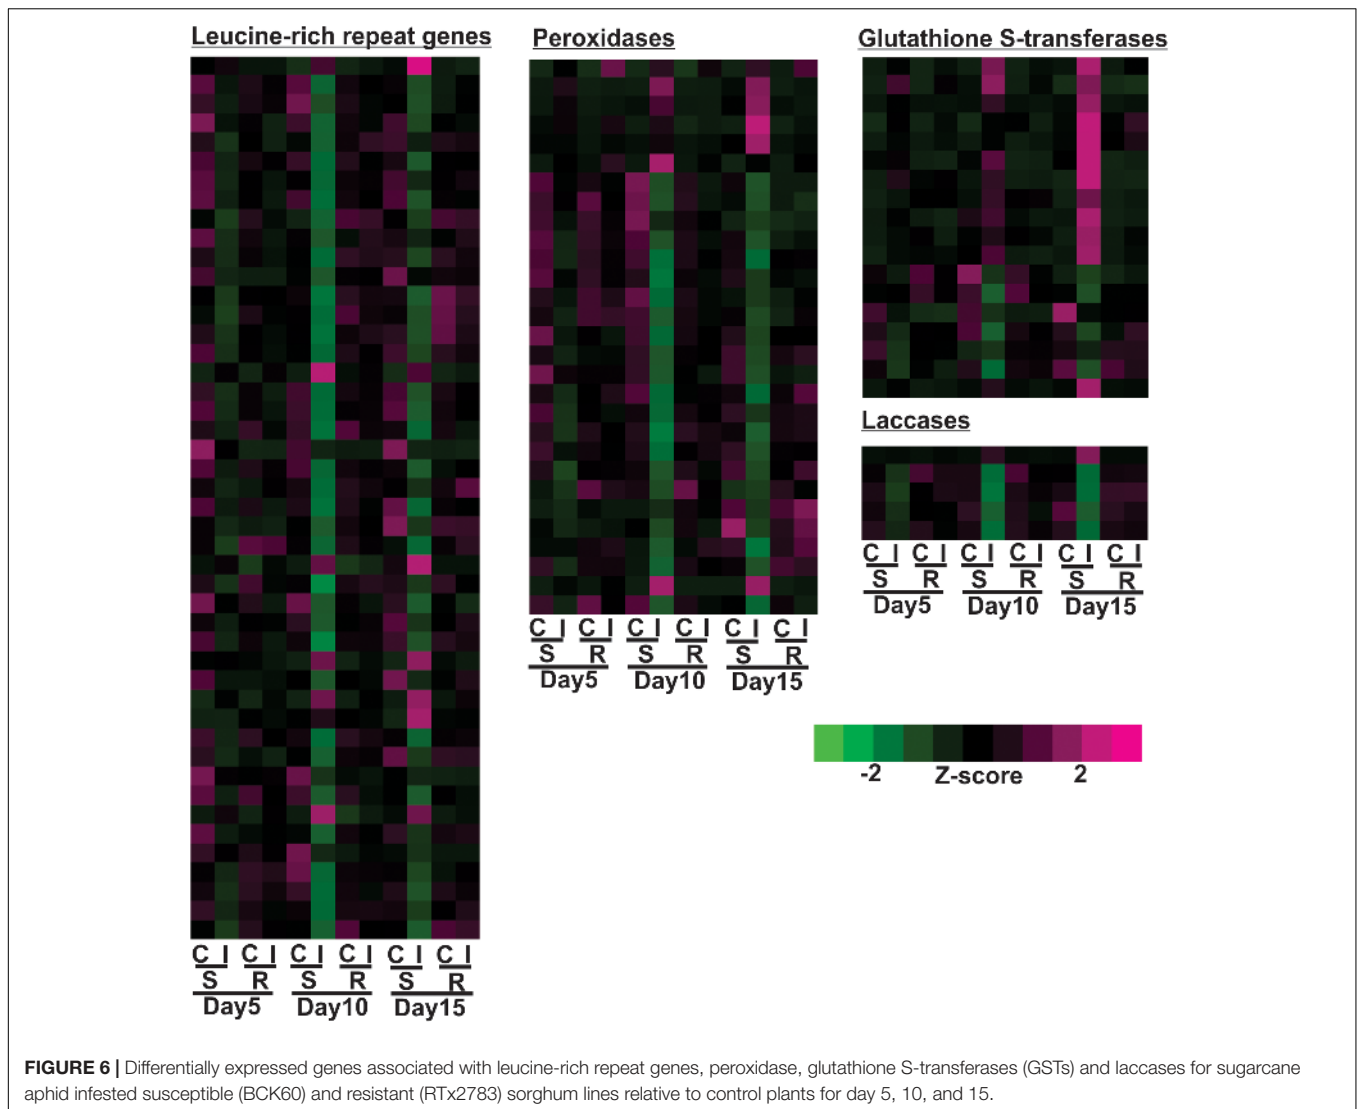 Leucine-rich repeat genes
Peroxidases
Glutathione S-transferases
Laccases
C I C I C I C I C I C I
S R S R S R
Day5 Day10 Day15
C I C I C I C I C I C I
S R S R S R
Day5 Day10 Day15
-2 Z-score 2
C I C I C I C I C I C I
S R S R S R
Day5 Day10 Day15
FIGURE 6 | Differentially expressed genes associated with leucine-rich repeat genes, peroxidase, glutathione S-transferases (GSTs) and laccases for sugarcane
aphid infested susceptible (BCK60) and resistant (RTx2783) sorghum lines relative to control plants for day 5, 10, and 15.